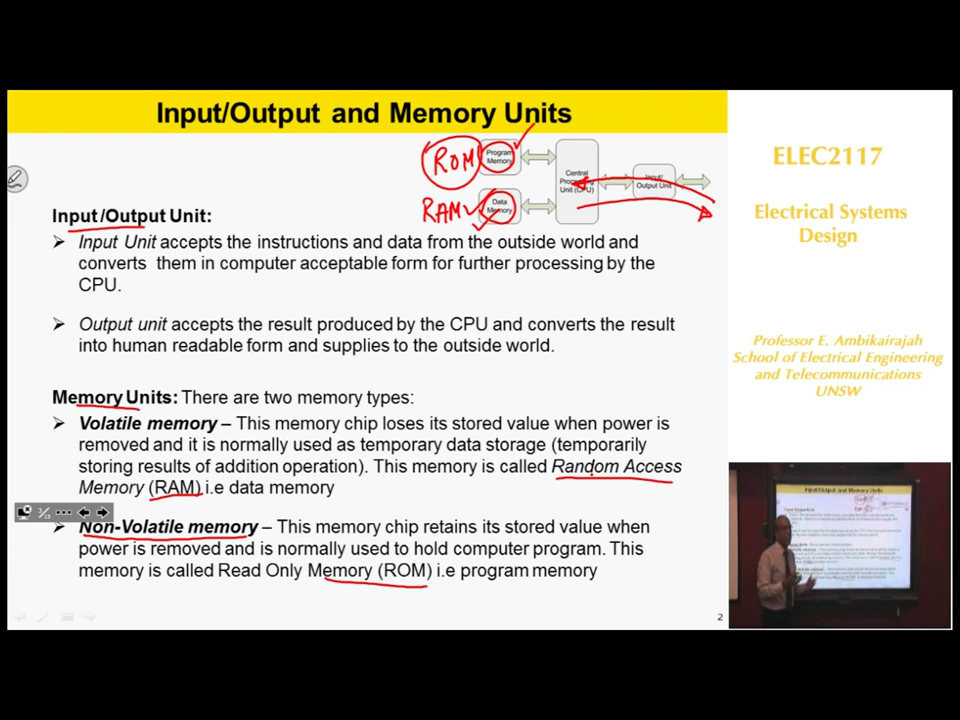 Input/Output and Memory Units
ROM
Program
Memory
Central
Processing
Unit (CPU)
Input/
Output Unit
RAM
Data
Memory
Input/Output Unit:
➢ Input Unit accepts the instructions and data from the outside world and
converts them in computer acceptable form for further processing by the
CPU.
➢ Output unit accepts the result produced by the CPU and converts the result
into human readable form and supplies to the outside world.
Memory Units: There are two memory types:
➢ Volatile memory – This memory chip loses its stored value when power is
removed and it is normally used as temporary data storage (temporarily
storing results of addition operation). This memory is called Random Access
Memory (RAM) i.e data memory
➢ Non-Volatile memory – This memory chip retains its stored value when
power is removed and is normally used to hold computer program. This
memory is called Read Only Memory (ROM) i.e program memory
2
ELEC2117
Electrical Systems
Design
Professor E. Ambikairajah
School of Electrical Engineering
and Telecommunications
UNSW
Input/Output and Memory Units